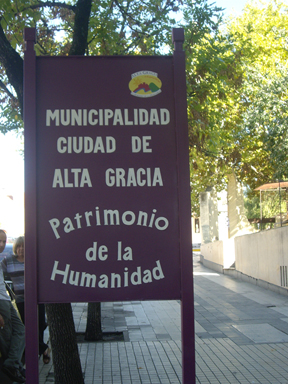 MUNICIPALIDAD
CIUDAD DE
ALTA GRACIA
Patrimonio
de la
Humanidad